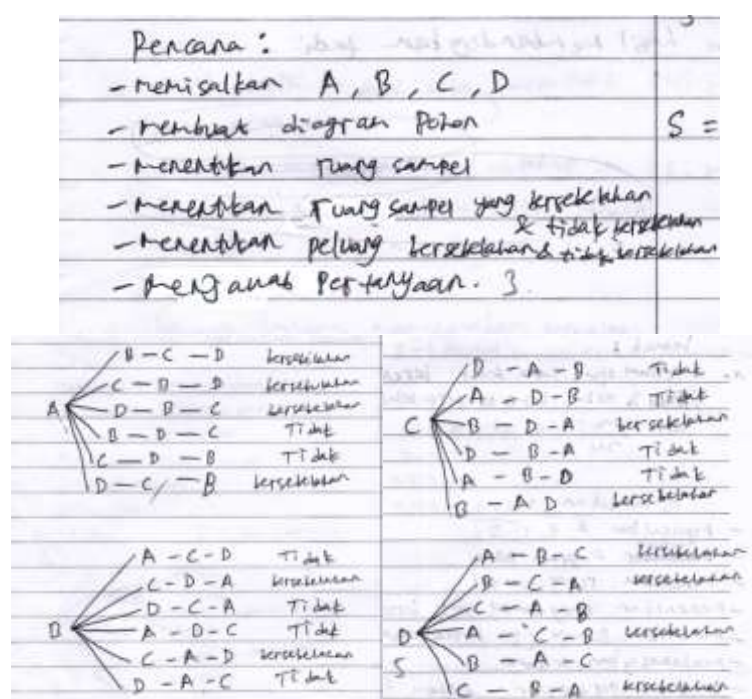 Rencana :
- Memisalkan A, B, C, D
- Membuat diagram Pohon
S =
- Menentukan ruang sampel
- Menentukan ruang sampel yang bersebelahan & tidak bersebelahan
- Menentukan peluang bersebelahan & tidak bersebelahan
- Menjawab Pertanyaan. 3.
A
B - C - D bersebelahan
C - B - D bersebelahan
D - B - C bersebelahan
B - D - C Tidak
C - D - B Tidak
D - C - B bersebelahan
C
D - A - B Tidak
A - D - B Tidak
B - D - A bersebelahan
D - B - A Tidak
A - B - D Tidak
B - A D bersebelahan
B
A - C - D Tidak
C - D - A bersebelahan
D - C - A Tidak
A - D - C Tidak
C - A - D bersebelahan
D - A - C Tidak
D
A - B - C bersebelahan
B - C - A bersebelahan
C - A - B
A - C - B bersebelahan
B - A - C
C - B - A bersebelahan
S